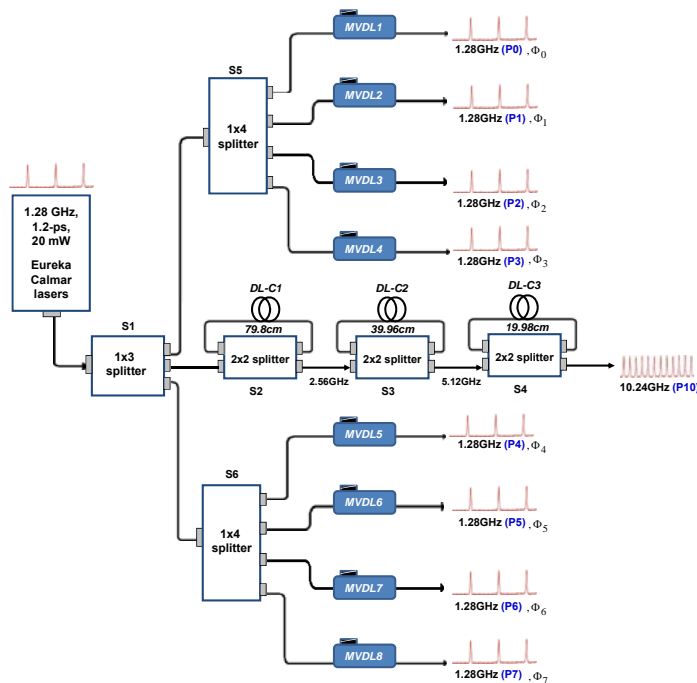 MVDL1
1.28GHz (P0) , Φ0
S5
1x4
splitter
MVDL2
1.28GHz (P1) , Φ1
MVDL3
1.28GHz (P2) , Φ2
MVDL4
1.28GHz (P3) , Φ3
1.28 GHz,
1.2-ps,
20 mW
Eureka
Calmar
lasers
S1
1x3
splitter
DL-C1
79.8cm
2x2 splitter
S2
2.56GHz
DL-C2
39.96cm
2x2 splitter
S3
5.12GHz
DL-C3
19.98cm
2x2 splitter
S4
10.24GHz (P10)
S6
1x4
splitter
MVDL5
1.28GHz (P4) , Φ4
MVDL6
1.28GHz (P5) , Φ5
MVDL7
1.28GHz (P6) , Φ6
MVDL8
1.28GHz (P7) , Φ7